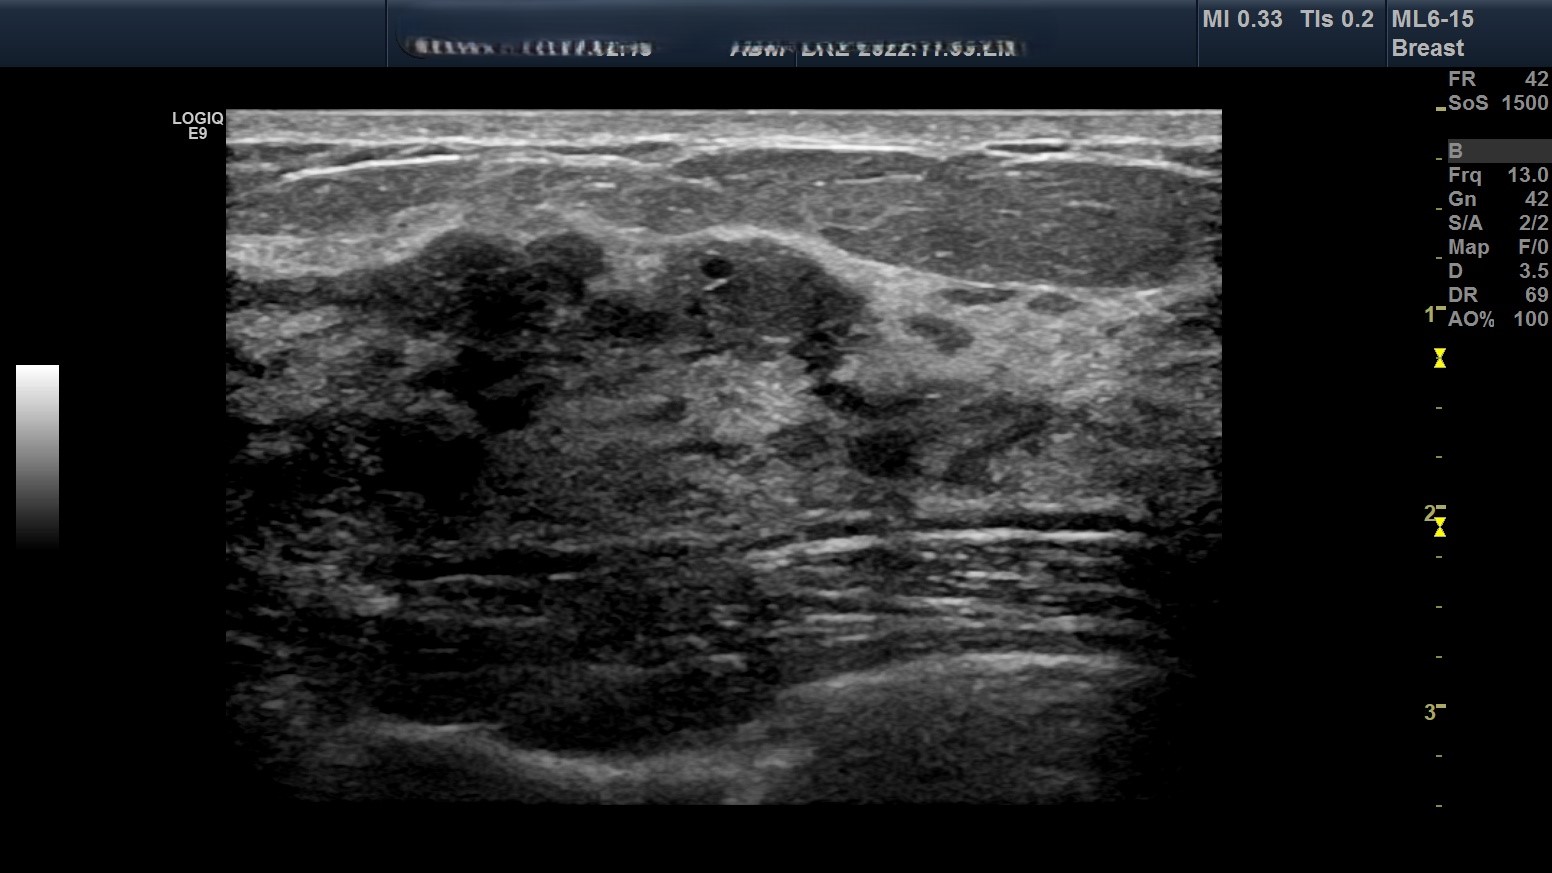 MI 0.33 TIs 0.2 ML6-15
Breast
LOGIQ
E9
FR 42
SoS 1500
B
Frq 13.0
Gn 42
S/A 2/2
Map F/0
D 3.5
DR 69
AO% 100
1
2
3